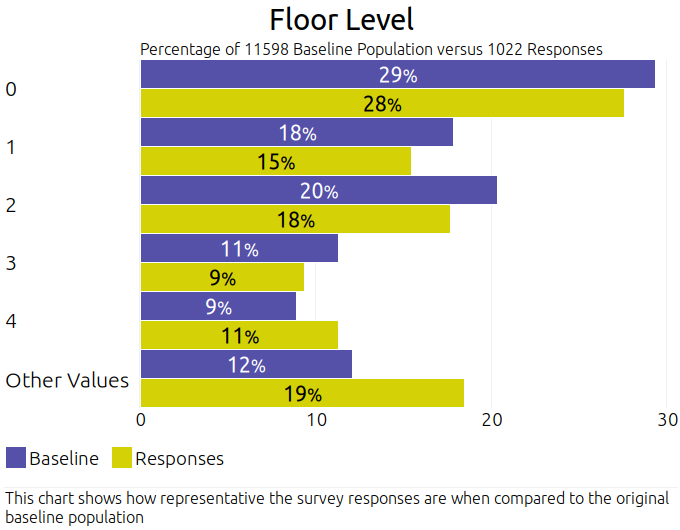 Floor Level
Percentage of 11598 Baseline Population versus 1022 Responses
0
29%
28%
1
18%
15%
2
20%
18%
3
11%
9%
4
9%
11%
Other Values
12%
19%
0 10 20 30
Baseline Responses
This chart shows how representative the survey responses are when compared to the original
baseline population